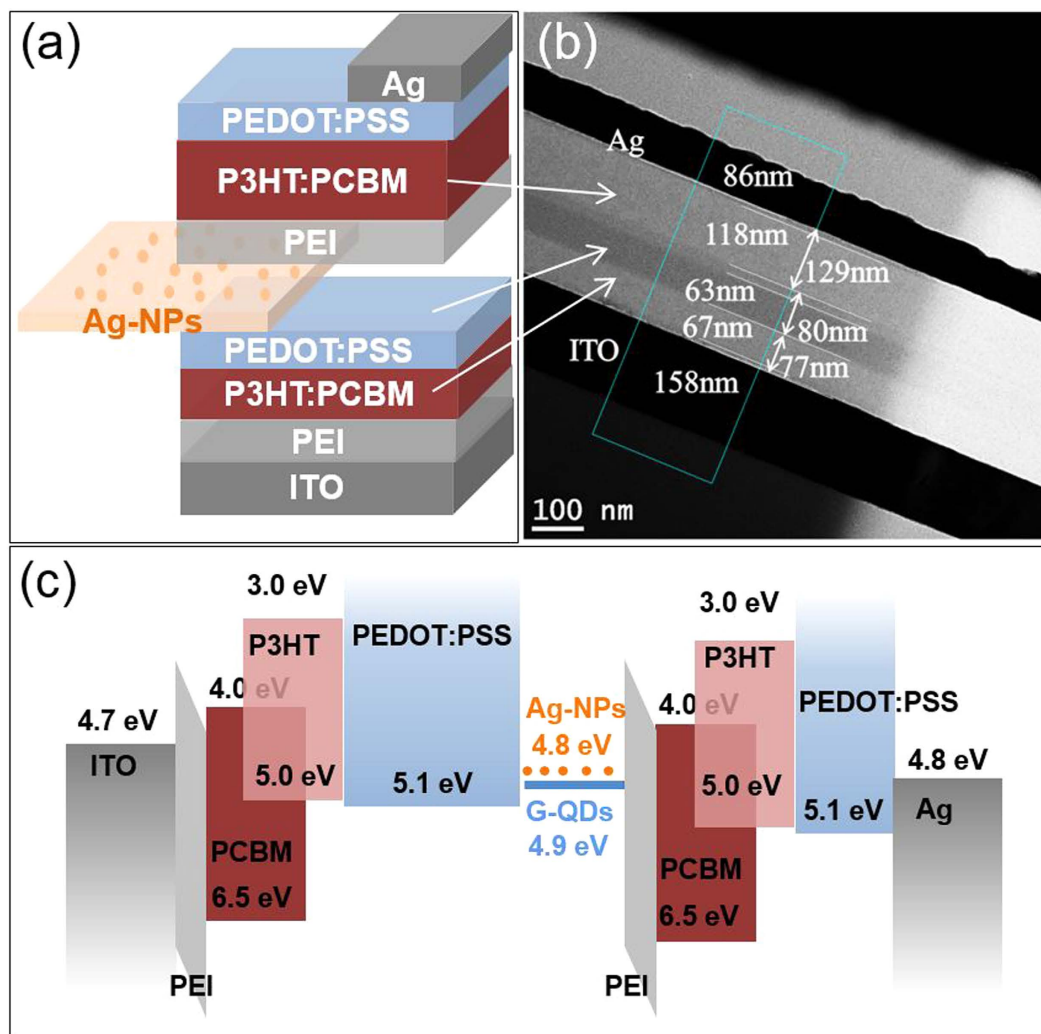 (a)
Ag
PEDOT:PSS
P3HT:PCBM
PEI
Ag-NPs
PEDOT:PSS
P3HT:PCBM
PEI
ITO
(b)
Ag
86nm
118nm
129nm
63nm
80nm
67nm
77nm
ITO
158nm
100 nm
(c)
3.0 eV
P3HT
PEDOT:PSS
4.0 eV
4.7 eV
ITO
5.0 eV
5.1 eV
PCBM
6.5 eV
PEI
Ag-NPs
4.8 eV
G-QDs
4.9 eV
3.0 eV
P3HT
4.0 eV
PEDOT:PSS
5.0 eV
4.8 eV
5.1 eV
Ag
PCBM
6.5 eV
PEI